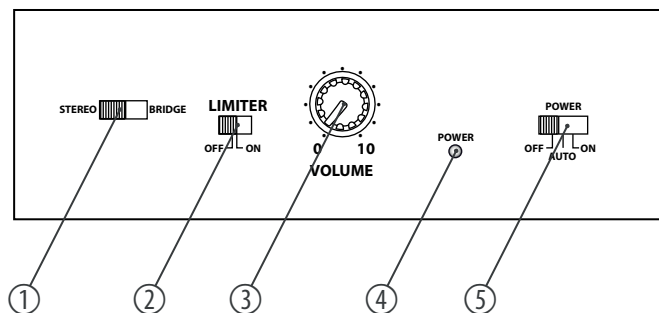 STEREO BRIDGE
LIMITER
OFF ON
0 10
VOLUME
POWER
POWER
OFF AUTO ON
1 2 3 4 5